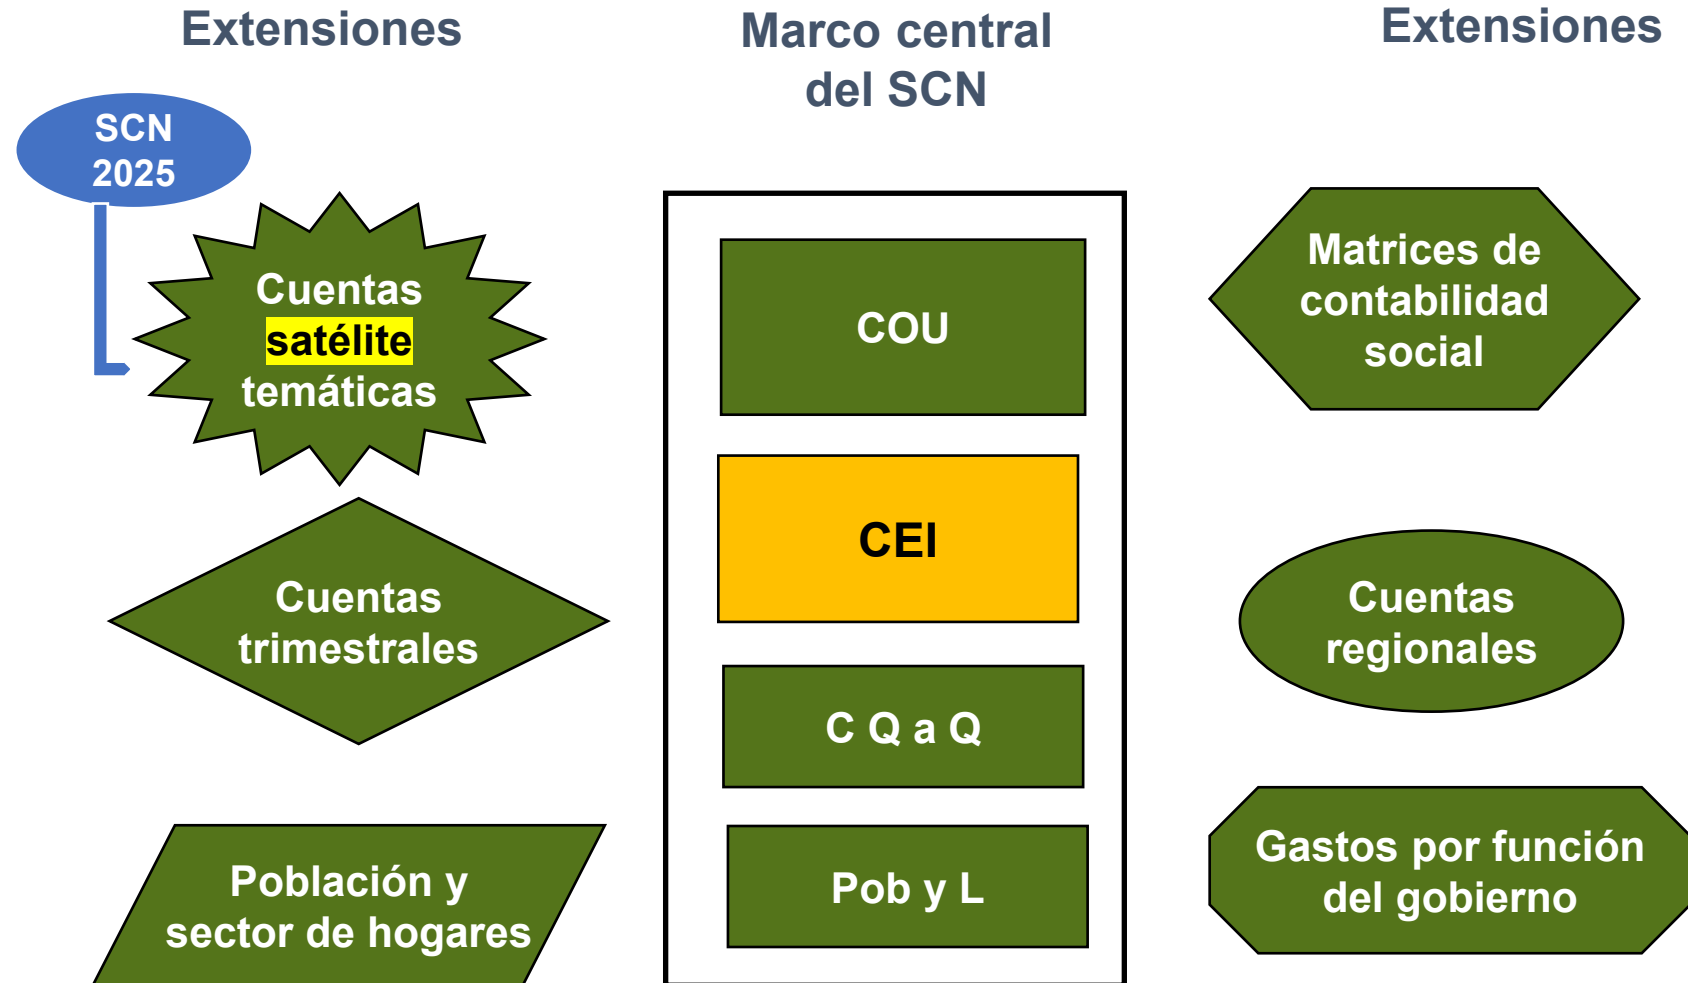 Extensiones
Marco central
del SCN
Extensiones
SCN
2025
Cuentas
satélite
temáticas
COU
Matrices de
contabilidad
social
CEI
Cuentas
trimestrales
Cuentas
regionales
C Q a Q
Población y
sector de hogares
Pob y L
Gastos por función
del gobierno